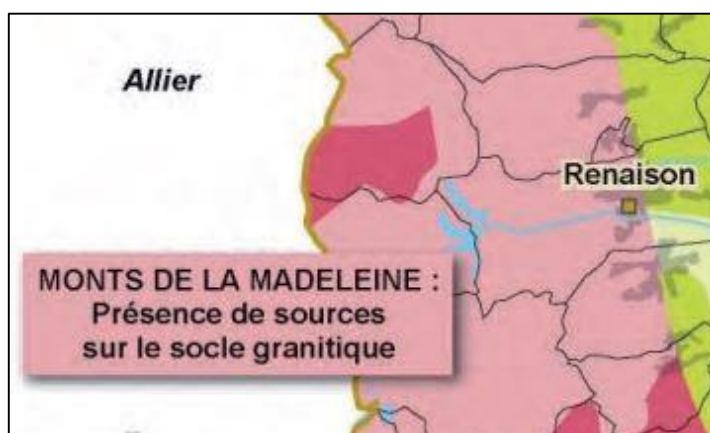 Allier
Renaison
MONTS DE LA MADELEINE :
Présence de sources
sur le socle granitique